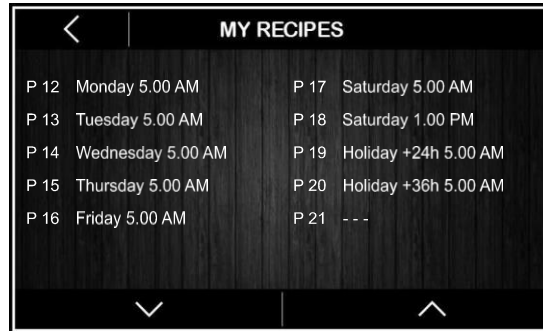 MY RECIPES
P 12 Monday 5.00 AM
P 13 Tuesday 5.00 AM
P 14 Wednesday 5.00 AM
P 15 Thursday 5.00 AM
P 16 Friday 5.00 AM
P 17 Saturday 5.00 AM
P 18 Saturday 1.00 PM
P 19 Holiday +24h 5.00 AM
P 20 Holiday +36h 5.00 AM
P 21 - - -